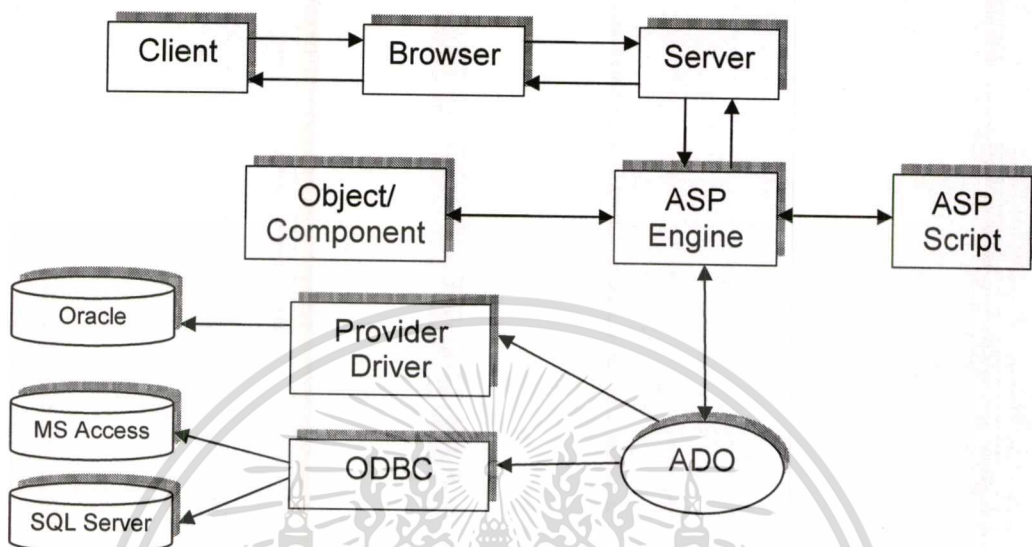 Client
Browser
Server
Object/
Component
ASP
Engine
ASP
Script
Oracle
Provider
Driver
MS Access
ODBC
ADO
SQL Server